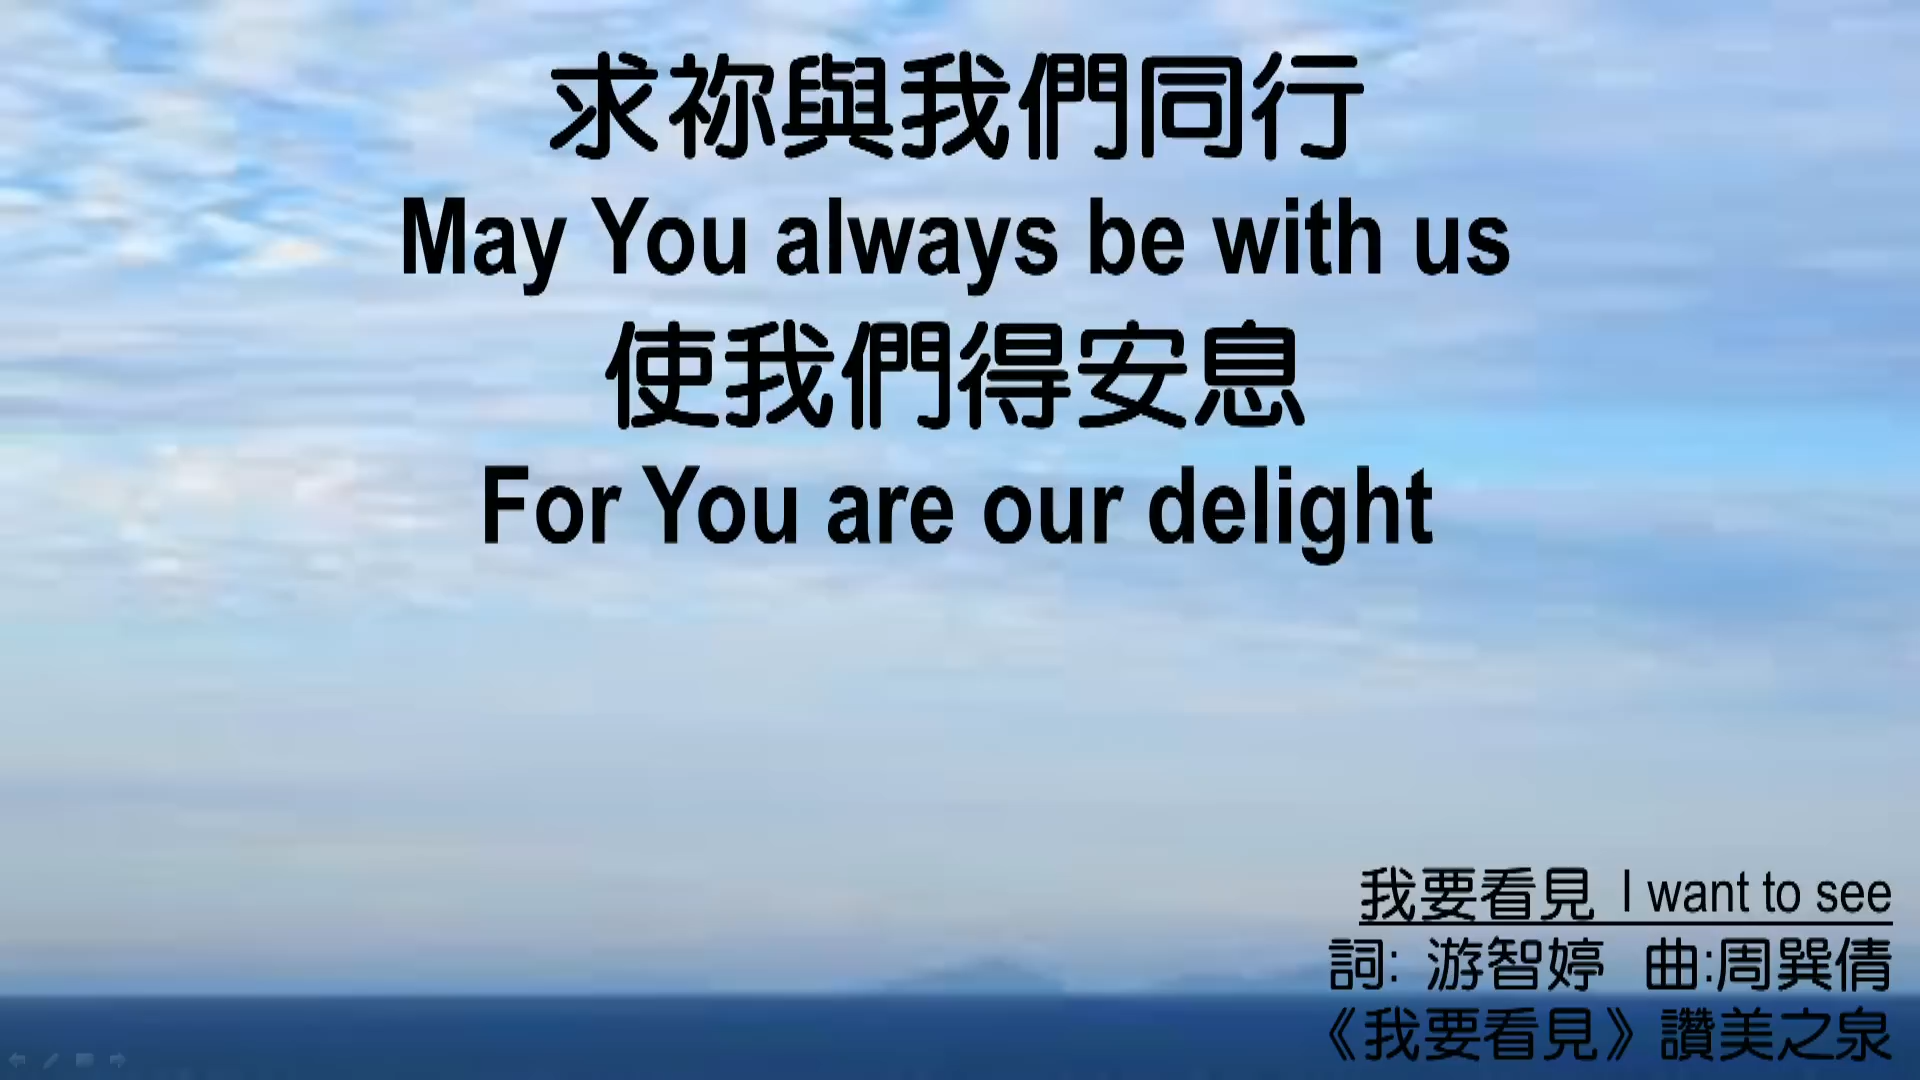 求祢與我們同行
May You always be with us
使我們得安息
For You are our delight
我要看見 I want to see
詞: 游智婷 曲:周巽倩
《我要看見》讚美之泉